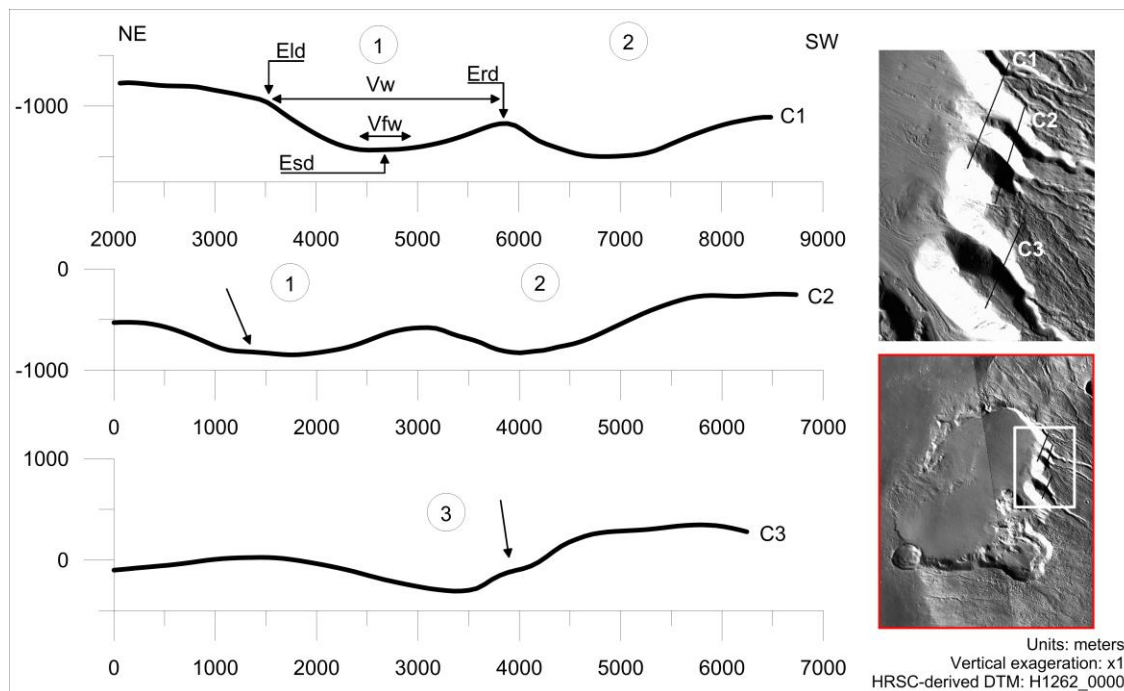 NE
1
2
SW
Eld
Erd
Vw
Vfw
Esd
-1000
C1
2000 3000 4000 5000 6000 7000 8000 9000
0
1
2
C2
-1000
0 1000 2000 3000 4000 5000 6000 7000
1000
3
C3
0
0 1000 2000 3000 4000 5000 6000 7000
C1
C2
C3
Units: meters
Vertical exageration: x1
HRSC-derived DTM: H1262_0000